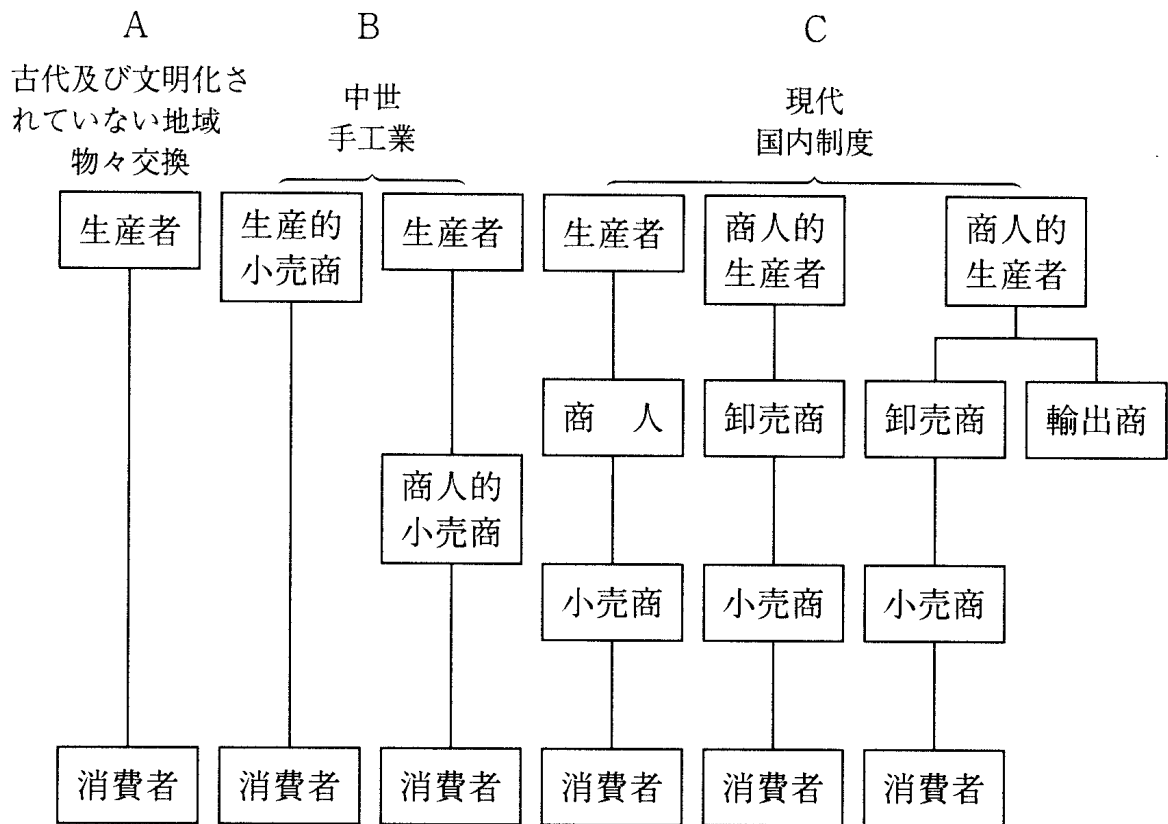 A
古代及び文明化さ
れていない地域
物々交換
生産者
消費者
B
中世
手工業
生産的
小売商
消費者
生産者
商人的
小売商
消費者
C
現代
国内制度
生産者
商　人
小売商
消費者
商人的
生産者
卸売商
小売商
消費者
商人的
生産者
卸売商
輸出商
小売商
消費者